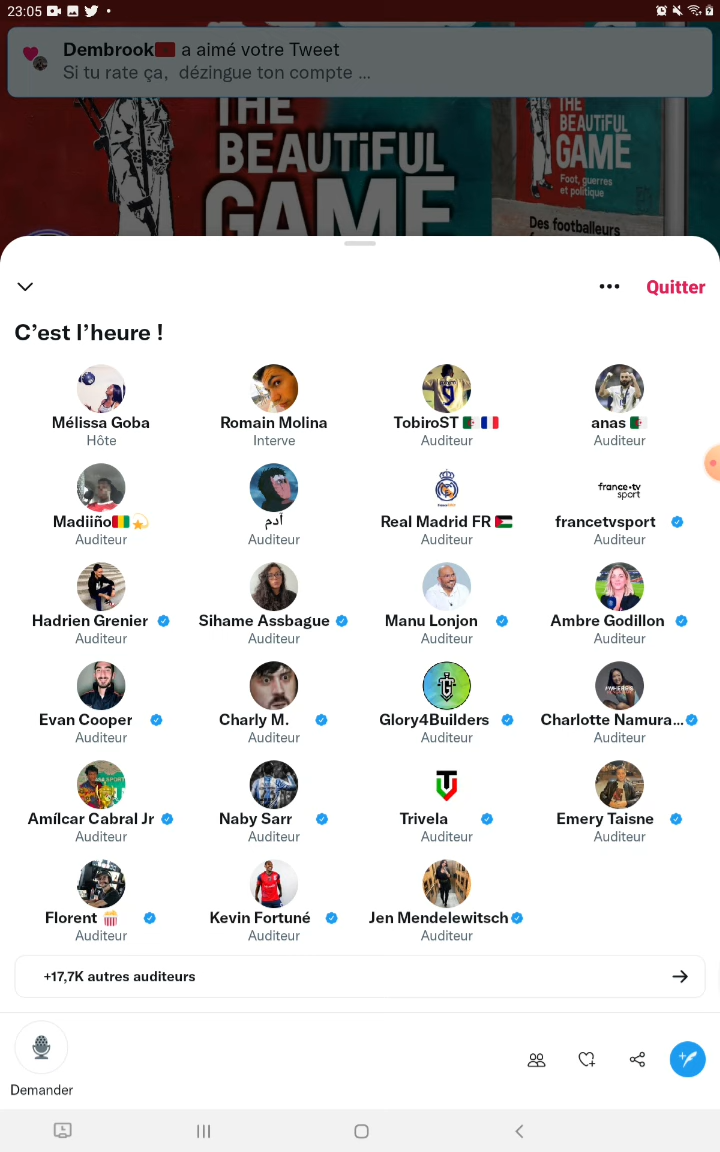 23:05
Dembrook a aimé votre Tweet
Si tu rate ça, dézingue ton compte ...
THE
BEAUTiFUL
GAME
THE
BEAUTiFUL
GAME
Foot, guerres
et politique
Des footballeurs
C’est l’heure !
Quitter
Mélissa Goba
Hôte
Romain Molina
Interve
TobiroST
Auditeur
anas
Auditeur
Madiiño
Auditeur
أدم
Auditeur
Real Madrid FR
Auditeur
france•tv
sport
francetvsport
Auditeur
Hadrien Grenier
Auditeur
Sihame Assbague
Auditeur
Manu Lonjon
Auditeur
Ambre Godillon
Auditeur
Evan Cooper
Auditeur
Charly M.
Auditeur
Glory4Builders
Auditeur
Charlotte Namura...
Auditeur
Amílcar Cabral Jr
Auditeur
Naby Sarr
Auditeur
Trivela
Auditeur
Emery Taisne
Auditeur
Florent
Auditeur
Kevin Fortuné
Auditeur
Jen Mendelewitsch
Auditeur
+17,7K autres auditeurs
Demander